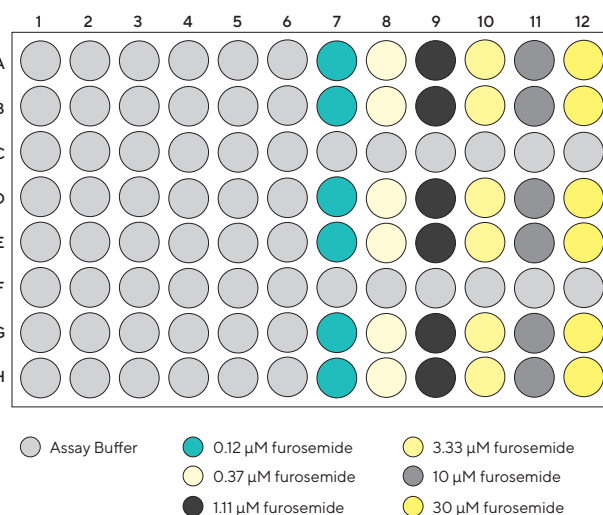 1 2 3 4 5 6 7 8 9 10 11 12
A
B
C
D
E
F
G
H
Assay Buffer 0.12 µM furosemide 3.33 µM furosemide
0.37 µM furosemide 10 µM furosemide
1.11 µM furosemide 30 µM furosemide